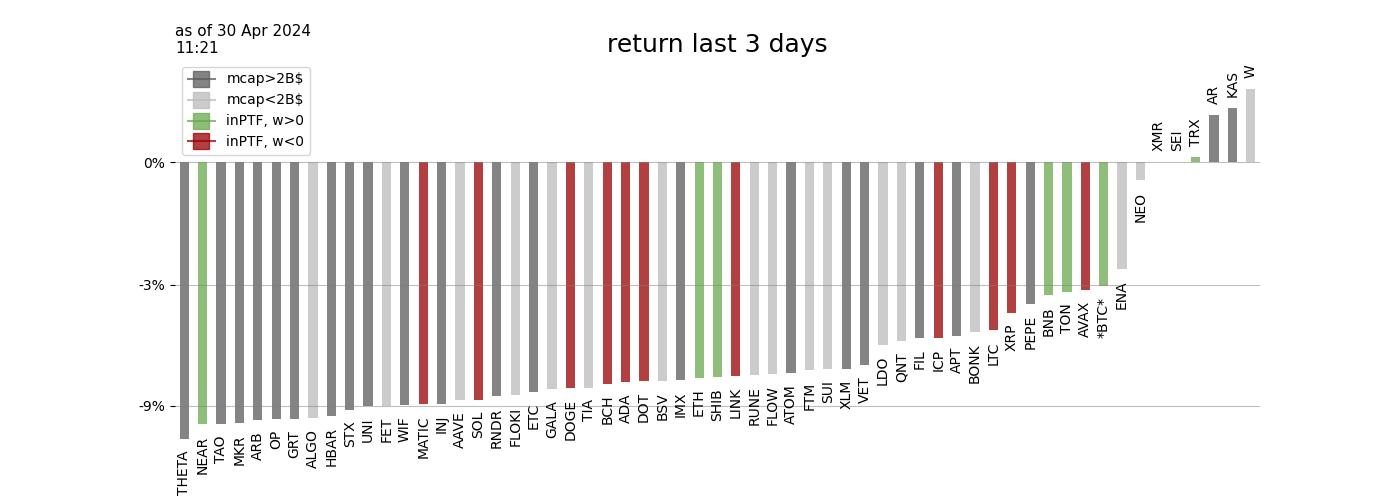 as of 30 Apr 2024
11:21
return last 3 days
mcap>2B$
mcap<2B$
inPTF, w>0
inPTF, w<0
0%
-3%
-9%
THETA
NEAR
TAO
MKR
ARB
OP
GRT
ALGO
HBAR
STX
UNI
FET
WIF
MATIC
INJ
AAVE
SOL
RNDR
FLOKI
ETC
GALA
DOGE
TIA
BCH
ADA
DOT
BSV
IMX
ETH
SHIB
LINK
RUNE
FLOW
ATOM
FTM
SUI
XLM
VET
LDO
QNT
FIL
ICP
APT
BONK
LTC
XRP
PEPE
BNB
TON
AVAX
*BTC*
ENA
NEO
XMR
SEI
TRX
AR
KAS
W